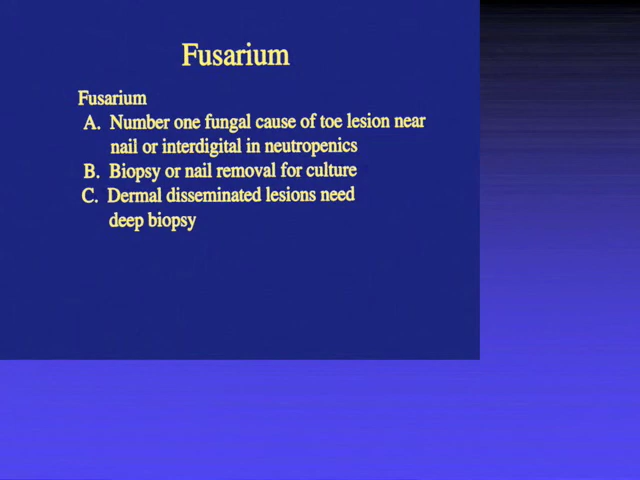 Fusarium
Fusarium
A. Number one fungal cause of toe lesion near
nail or interdigital in neutropenics
B. Biopsy or nail removal for culture
C. Dermal disseminated lesions need
deep biopsy